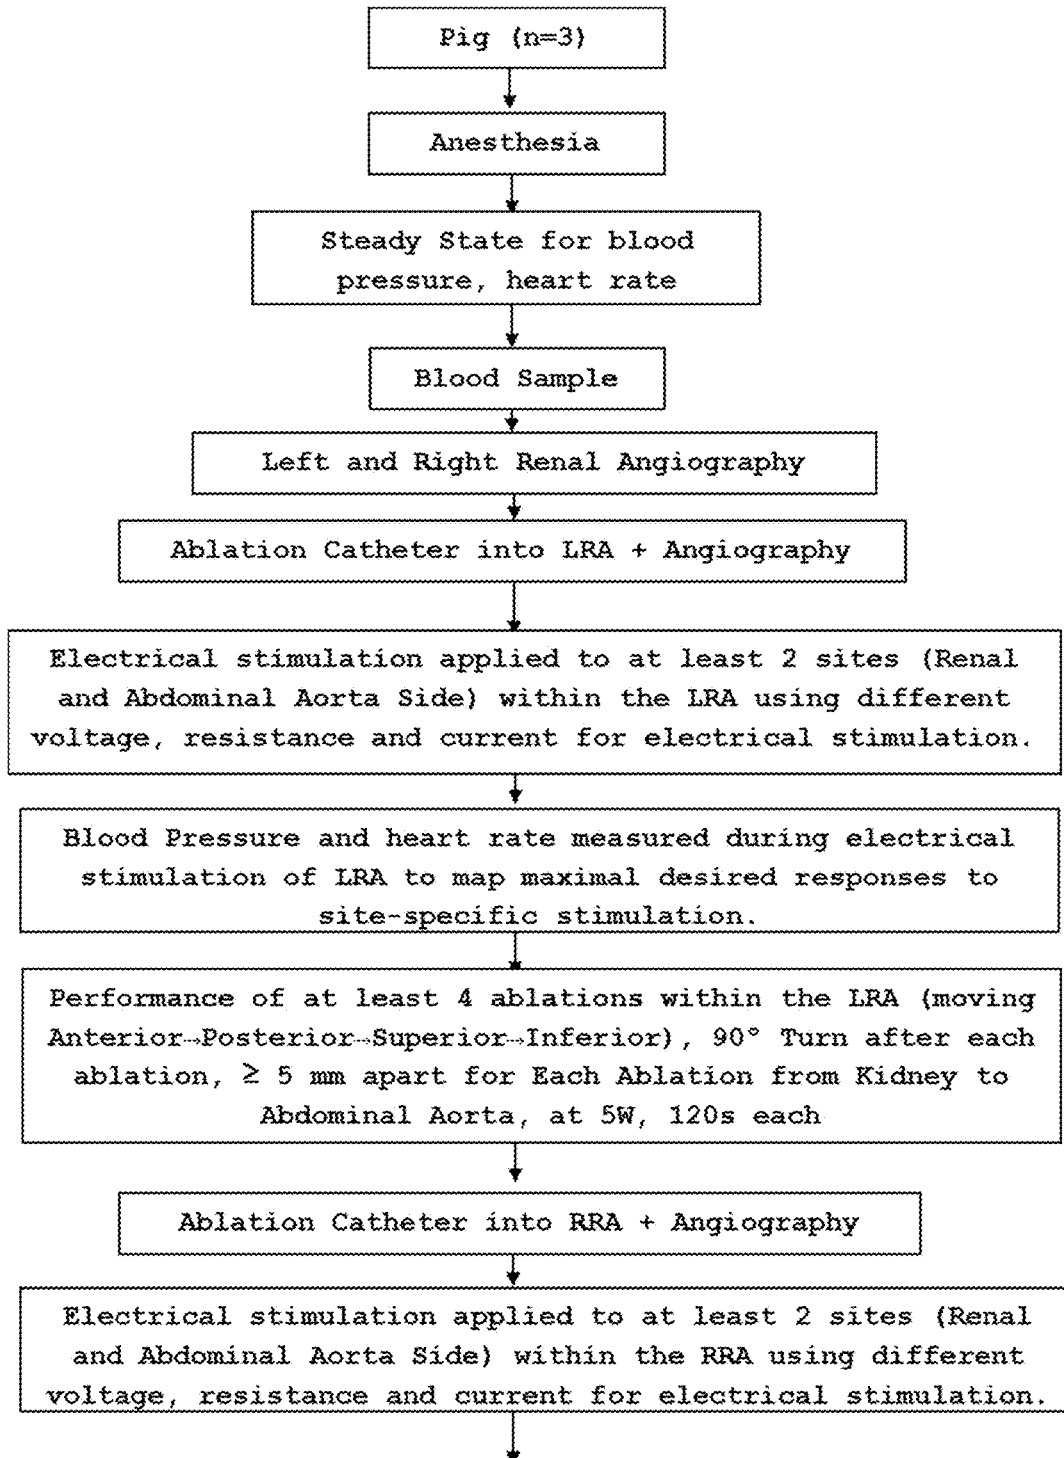 Pig (n=3)
Anesthesia
Steady State for blood
pressure, heart rate
Blood Sample
Left and Right Renal Angiography
Ablation Catheter into LRA + Angiography
Electrical stimulation applied to at least 2 sites (Renal
and Abdominal Aorta Side) within the LRA using different
voltage, resistance and current for electrical stimulation.
Blood Pressure and heart rate measured during electrical
stimulation of LRA to map maximal desired responses to
site-specific stimulation.
Performance of at least 4 ablations within the LRA (moving
Anterior→Posterior→Superior→Inferior), 90° Turn after each
ablation, ≥ 5 mm apart for Each Ablation from Kidney to
Abdominal Aorta, at 5W, 120s each
Ablation Catheter into RRA + Angiography
Electrical stimulation applied to at least 2 sites (Renal
and Abdominal Aorta Side) within the RRA using different
voltage, resistance and current for electrical stimulation.